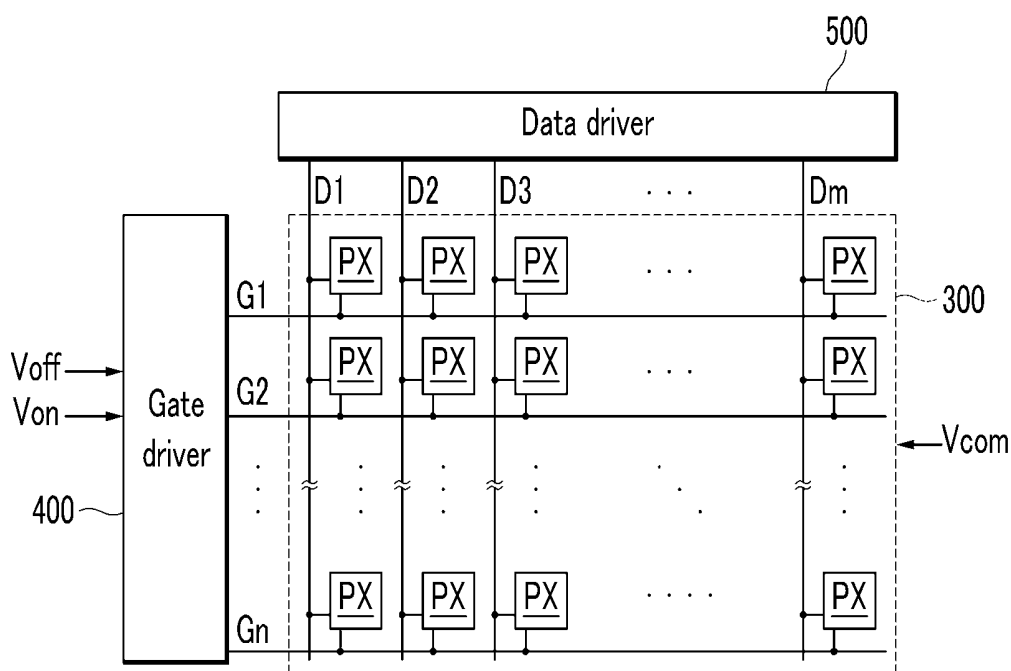 500
Data driver
D1 D2 D3 . . . Dm
PX PX PX . . . PX
G1
300
PX PX PX . . . PX
Voff
G2
Von
Gate
driver
Vcom
400
PX PX PX . . . . PX
Gn